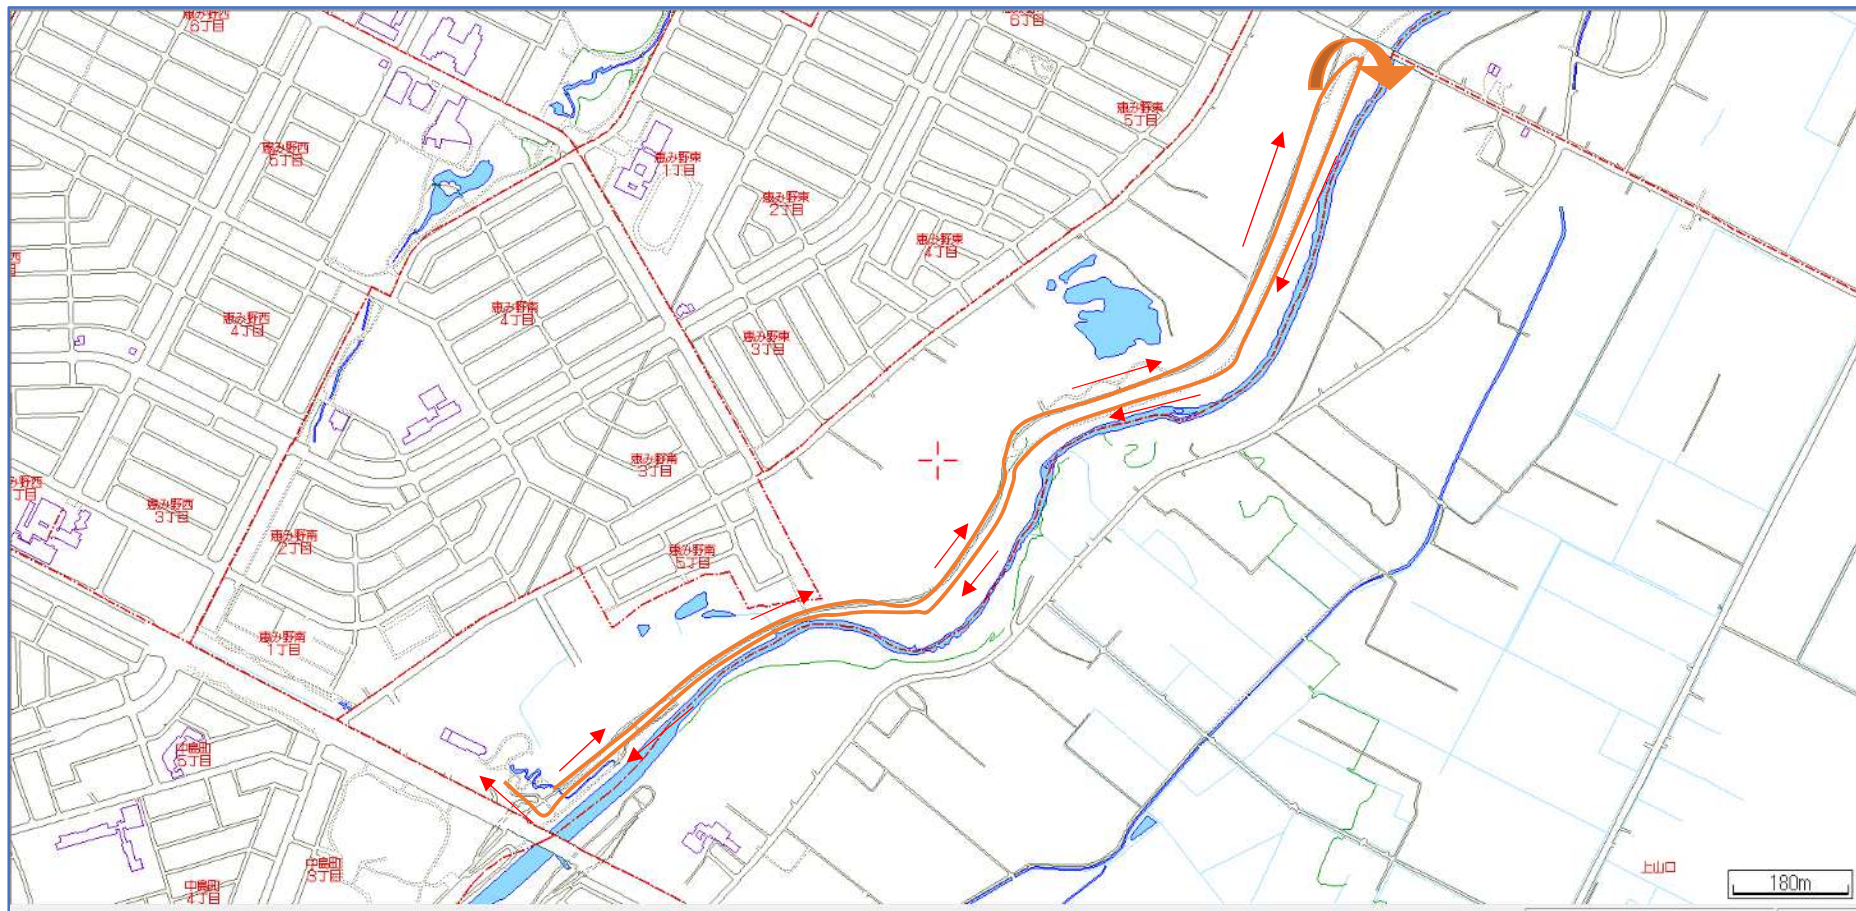 恵み野西
6丁目
6丁目
恵み野東
5丁目
恵み野西
5丁目
恵み野東
1丁目
恵み野東
2丁目
恵み野東
4丁目
西
恵み野西
4丁目
恵み野南
4丁目
恵み野東
3丁目
恵み野南
3丁目
み野西
丁目
恵み野西
3丁目
恵み野南
2丁目
恵み野南
5丁目
恵み野南
1丁目
中島町
5丁目
中島町
3丁目
中島町
4丁目
上山口
180m